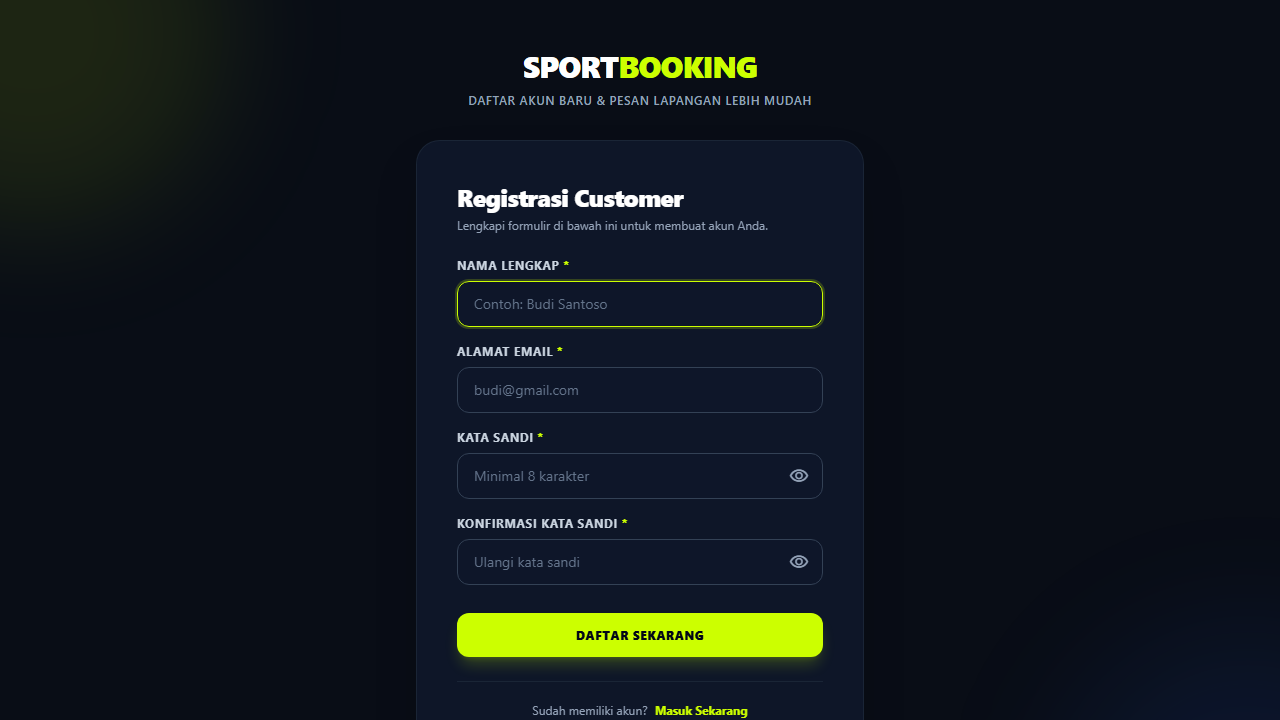 SPORTBOOKING
DAFTAR AKUN BARU & PESAN LAPANGAN LEBIH MUDAH
Registrasi Customer
Lengkapi formulir di bawah ini untuk membuat akun Anda.
NAMA LENGKAP *
Contoh: Budi Santoso
ALAMAT EMAIL *
budi@gmail.com
KATA SANDI *
Minimal 8 karakter
KONFIRMASI KATA SANDI *
Ulangi kata sandi
DAFTAR SEKARANG
Sudah memiliki akun? Masuk Sekarang